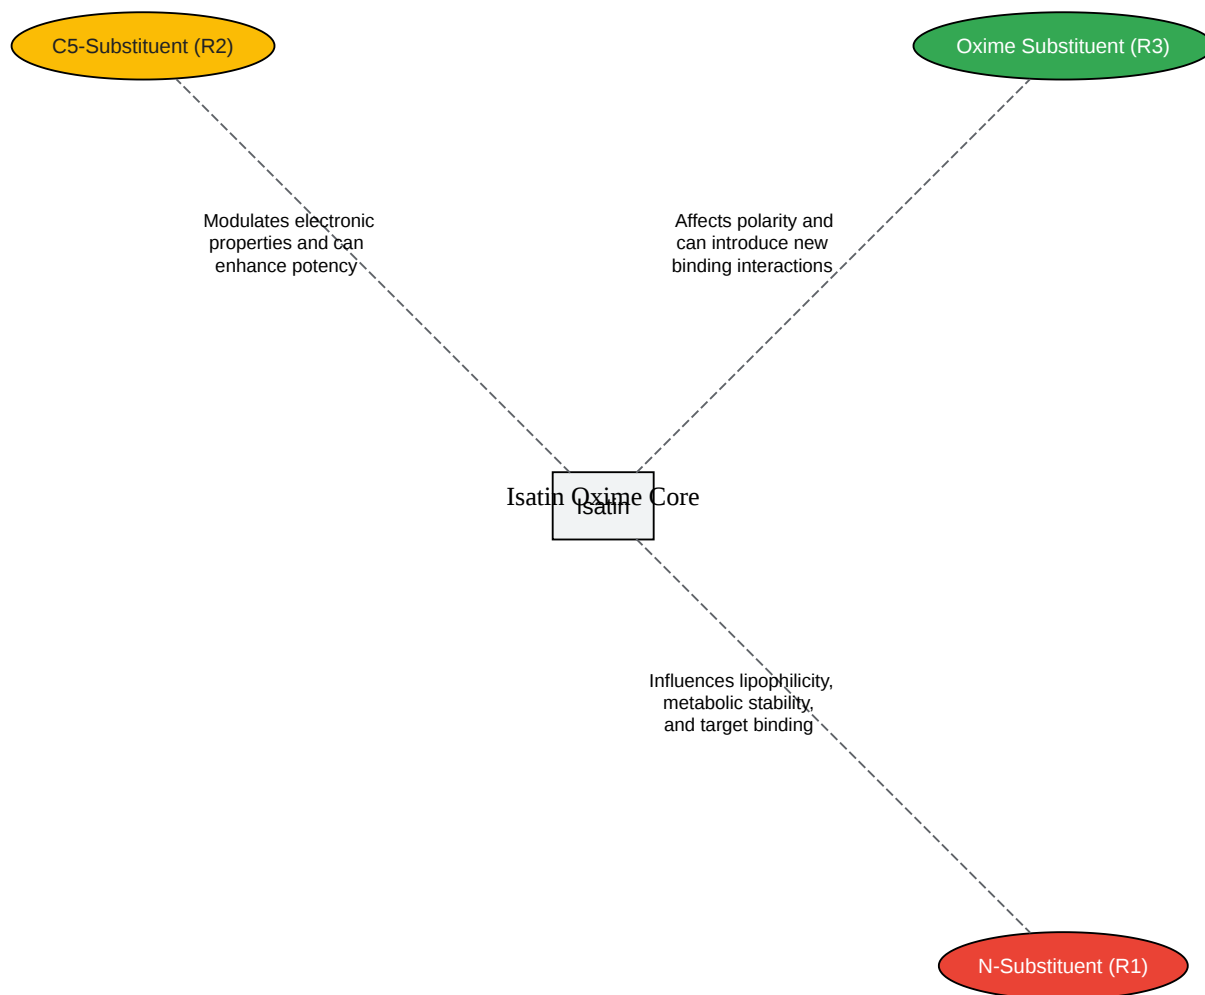 C5-Substituent (R2)
Oxime Substituent (R3)
Modulates electronic
properties and can
enhance potency
Affects polarity and
can introduce new
binding interactions
Isatin Oxime Core
Isatin
Influences lipophilicity,
metabolic stability,
and target binding
N-Substituent (R1)